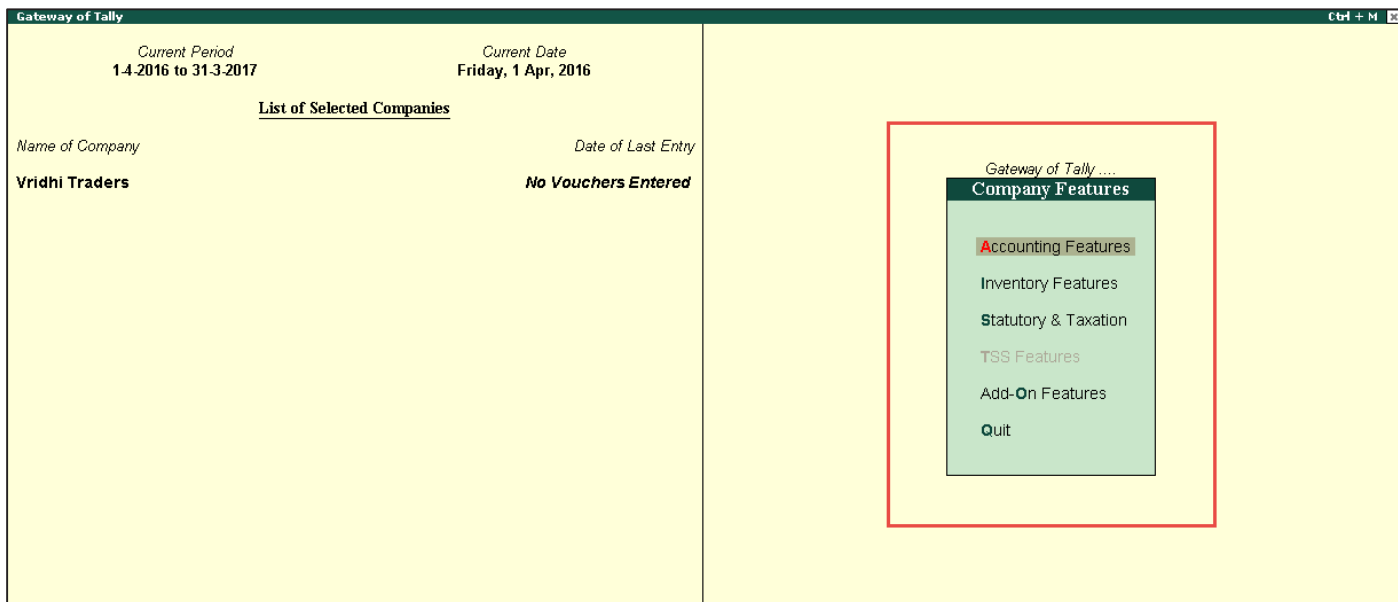 Gateway of Tally
Ctrl + M
Current Period
Current Date
1-4-2016 to 31-3-2017
Friday, 1 Apr, 2016
List of Selected Companies
Name of Company
Date of Last Entry
Vridhi Traders
No Vouchers Entered
Gateway of Tally ....
Company Features
Accounting Features
Inventory Features
Statutory & Taxation
TSS Features
Add-On Features
Quit